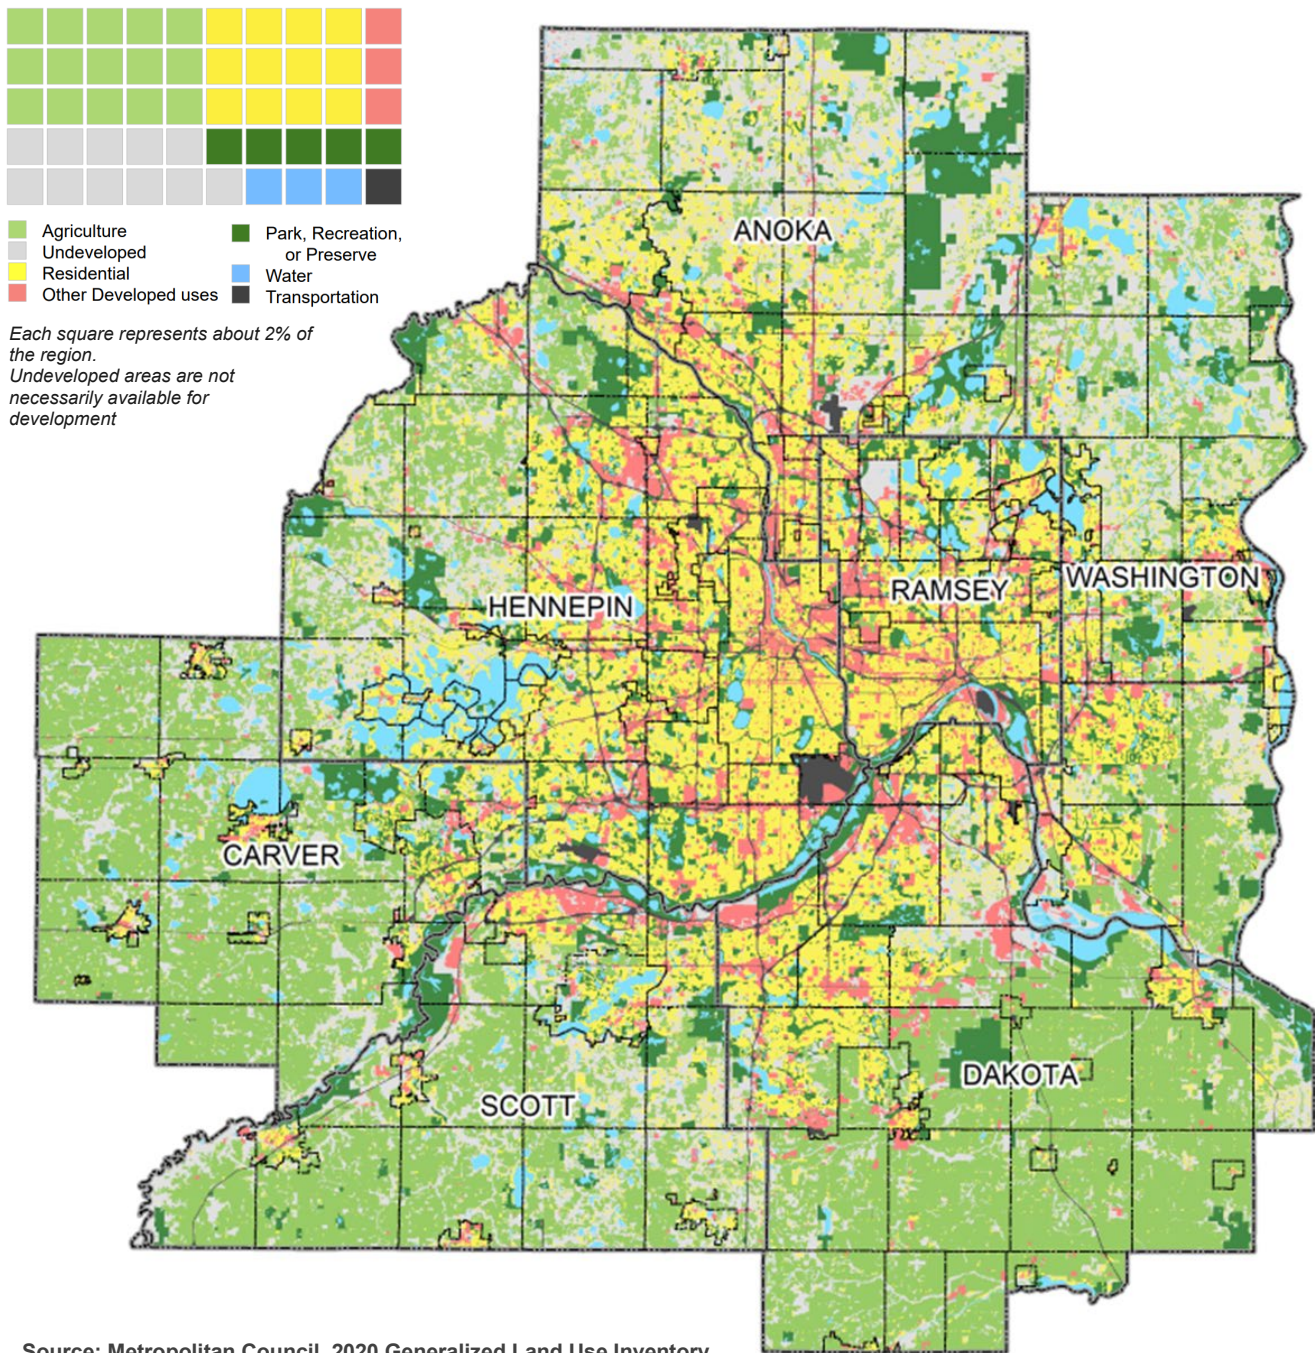 Agriculture
Undeveloped
Residential
Other Developed uses
Park, Recreation,
or Preserve
Water
Transportation
Each square represents about 2% of
the region.
Undeveloped areas are not
necessarily available for
development
ANOKA
HENNEPIN
RAMSEY
WASHINGTON
CARVER
SCOTT
DAKOTA
Source: Metropolitan Council, 2020 Generalized Land Use Inventory